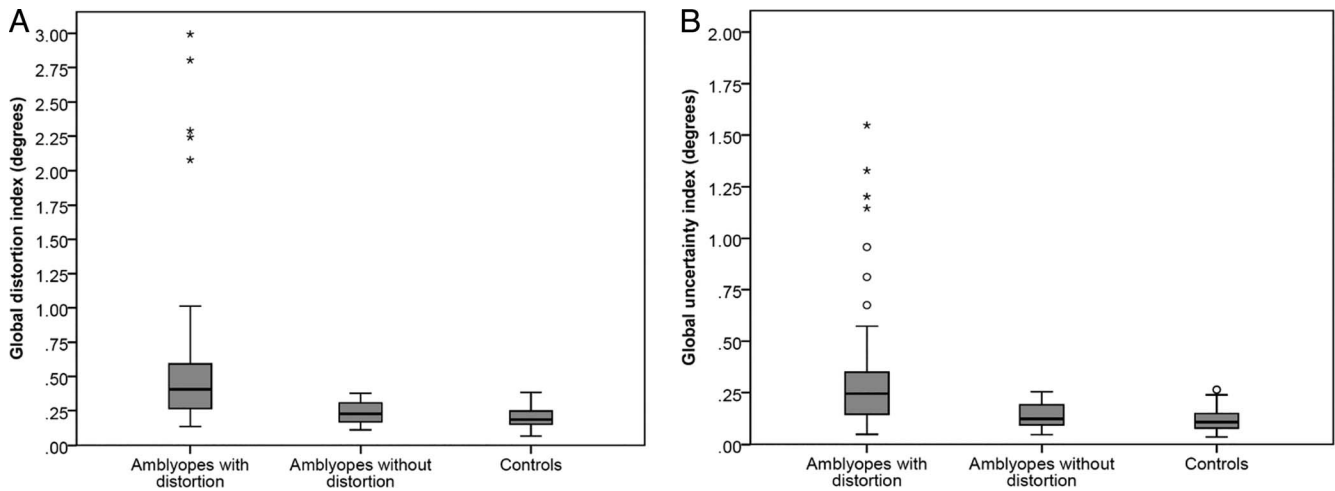 A
Global distortion index (degrees)
3.00
2.75
2.50
2.25
2.00
1.75
1.50
1.25
1.00
.75
.50
.25
.00
Amblyopes with
distortion
Amblyopes without
distortion
Controls
B
Global uncertainty index (degrees)
2.00
1.75
1.50
1.25
1.00
.75
.50
.25
.00
Amblyopes with
distortion
Amblyopes without
distortion
Controls